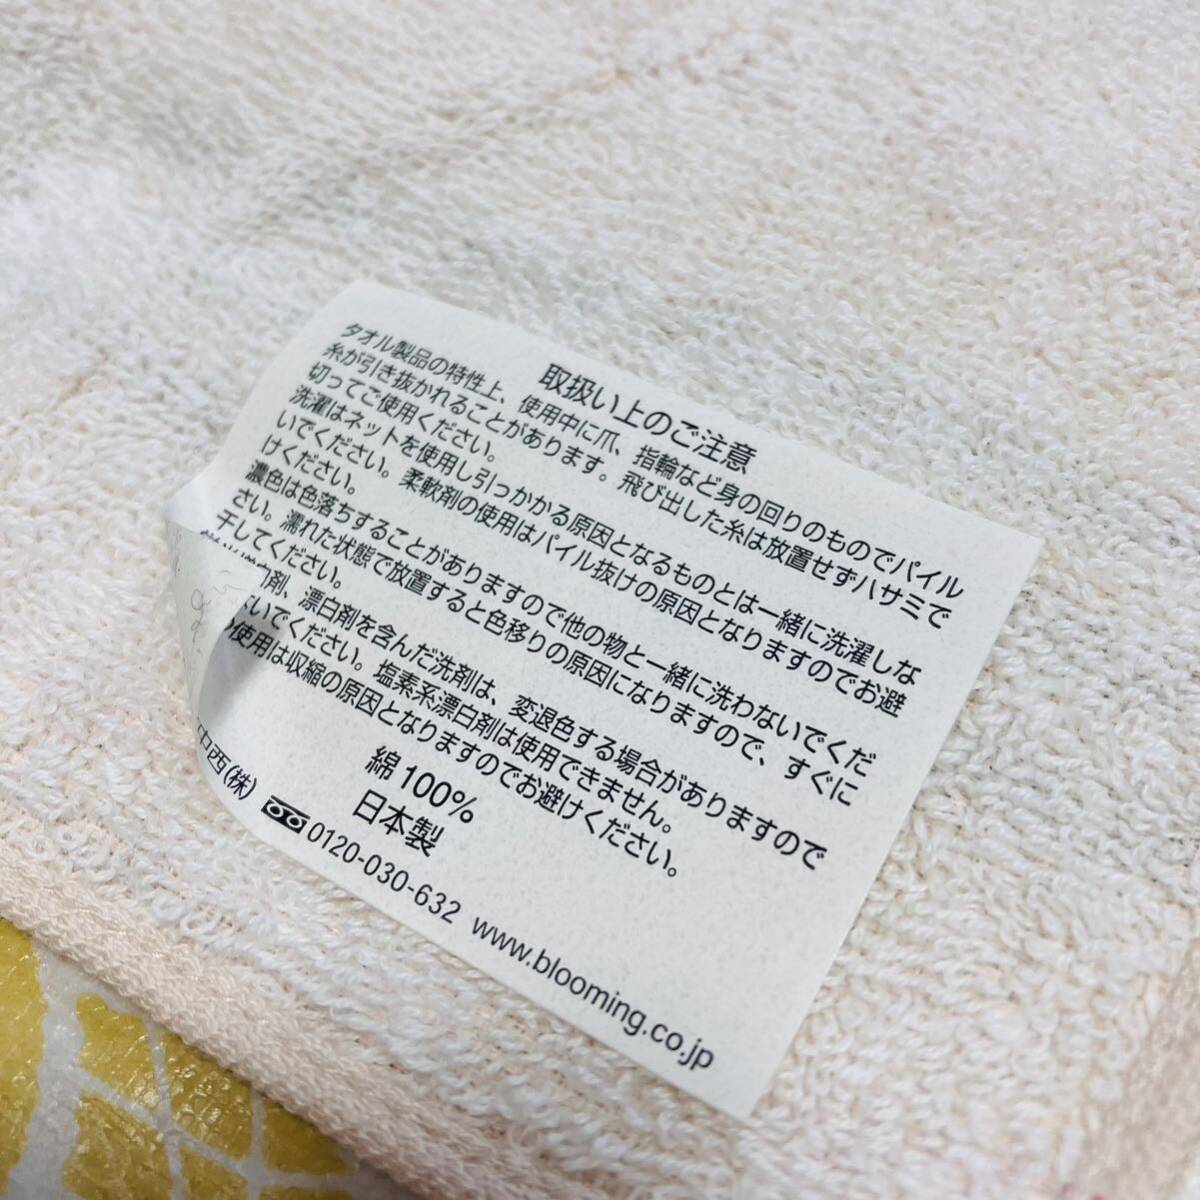 取扱い上のご注意
タオル製品の特性上、使用中に爪、指輪など身の回りのものでパイル
糸が引き抜かれることがあります。飛び出した糸は放置せずハサミで
切ってご使用ください。
洗濯はネットを使用し引っかかる原因となるものとは一緒に洗濯しな
いでください。柔軟剤の使用はパイル抜けの原因となりますのでお避
けください。
濃色は色落ちすることがありますので他の物と一緒に洗わないでくだ
さい。濡れた状態で放置すると色移りの原因になりますので、すぐに
干してください。
剤、漂白剤を含んだ洗剤は、変退色する場合がありますので
いでください。塩素系漂白剤は使用できません。
使用は収縮の原因となりますのでお避けください。
綿100%
日本製
中西(株)
0120-030-632 www.blooming.co.jp